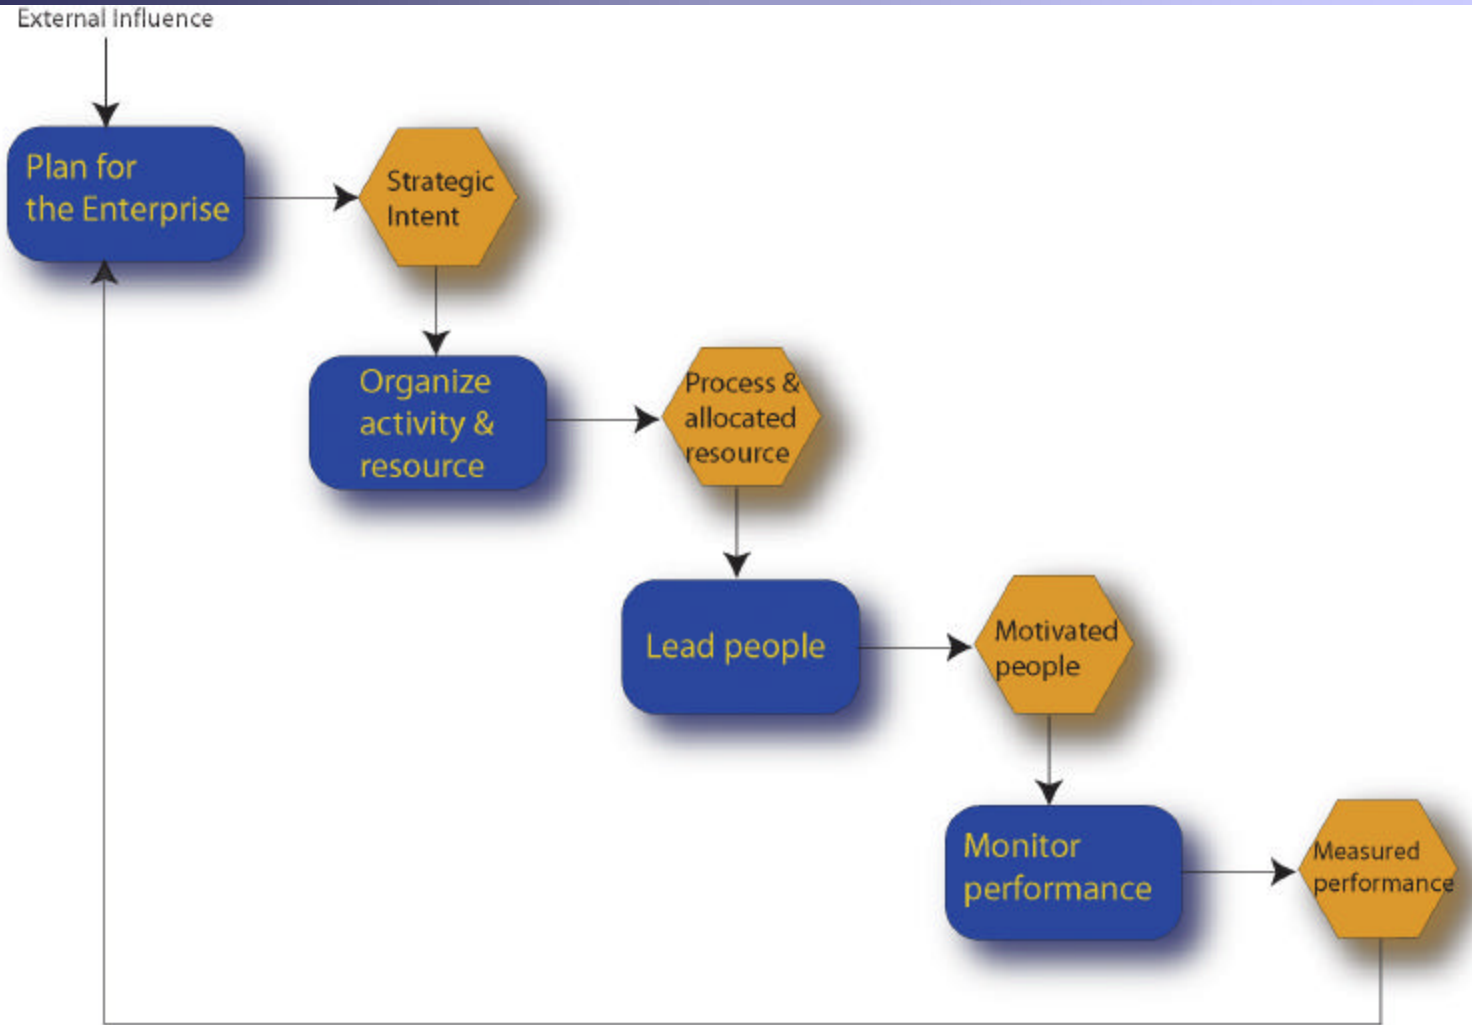 External Influence
Plan for
the Enterprise
Strategic
Intent
Organize
activity &
resource
Process &
allocated
resource
Lead people
Motivated
people
Monitor
performance
Measured
performance